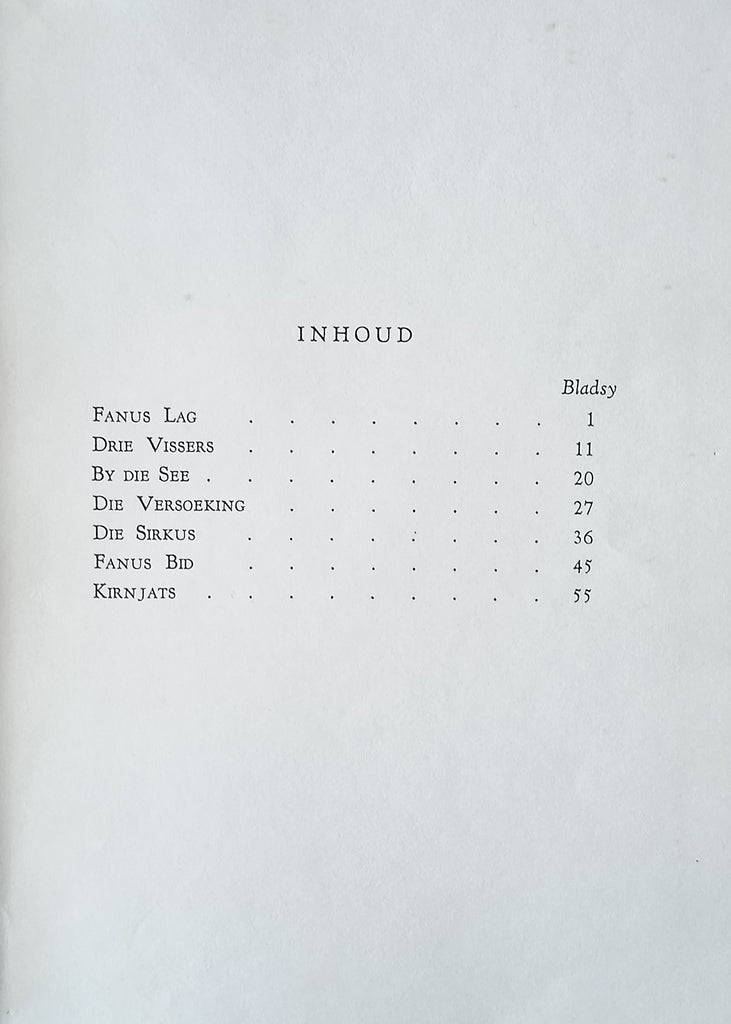 INHOUD
Bladsy
Fanus Lag . . . . . . . . 1
Drie Vissers . . . . . . . . 11
By die See . . . . . . . . . 20
Die Versoeking . . . . . . . 27
Die Sirkus . . . . . . . . 36
Fanus Bid . . . . . . . . 45
Kirnjats . . . . . . . . . 55